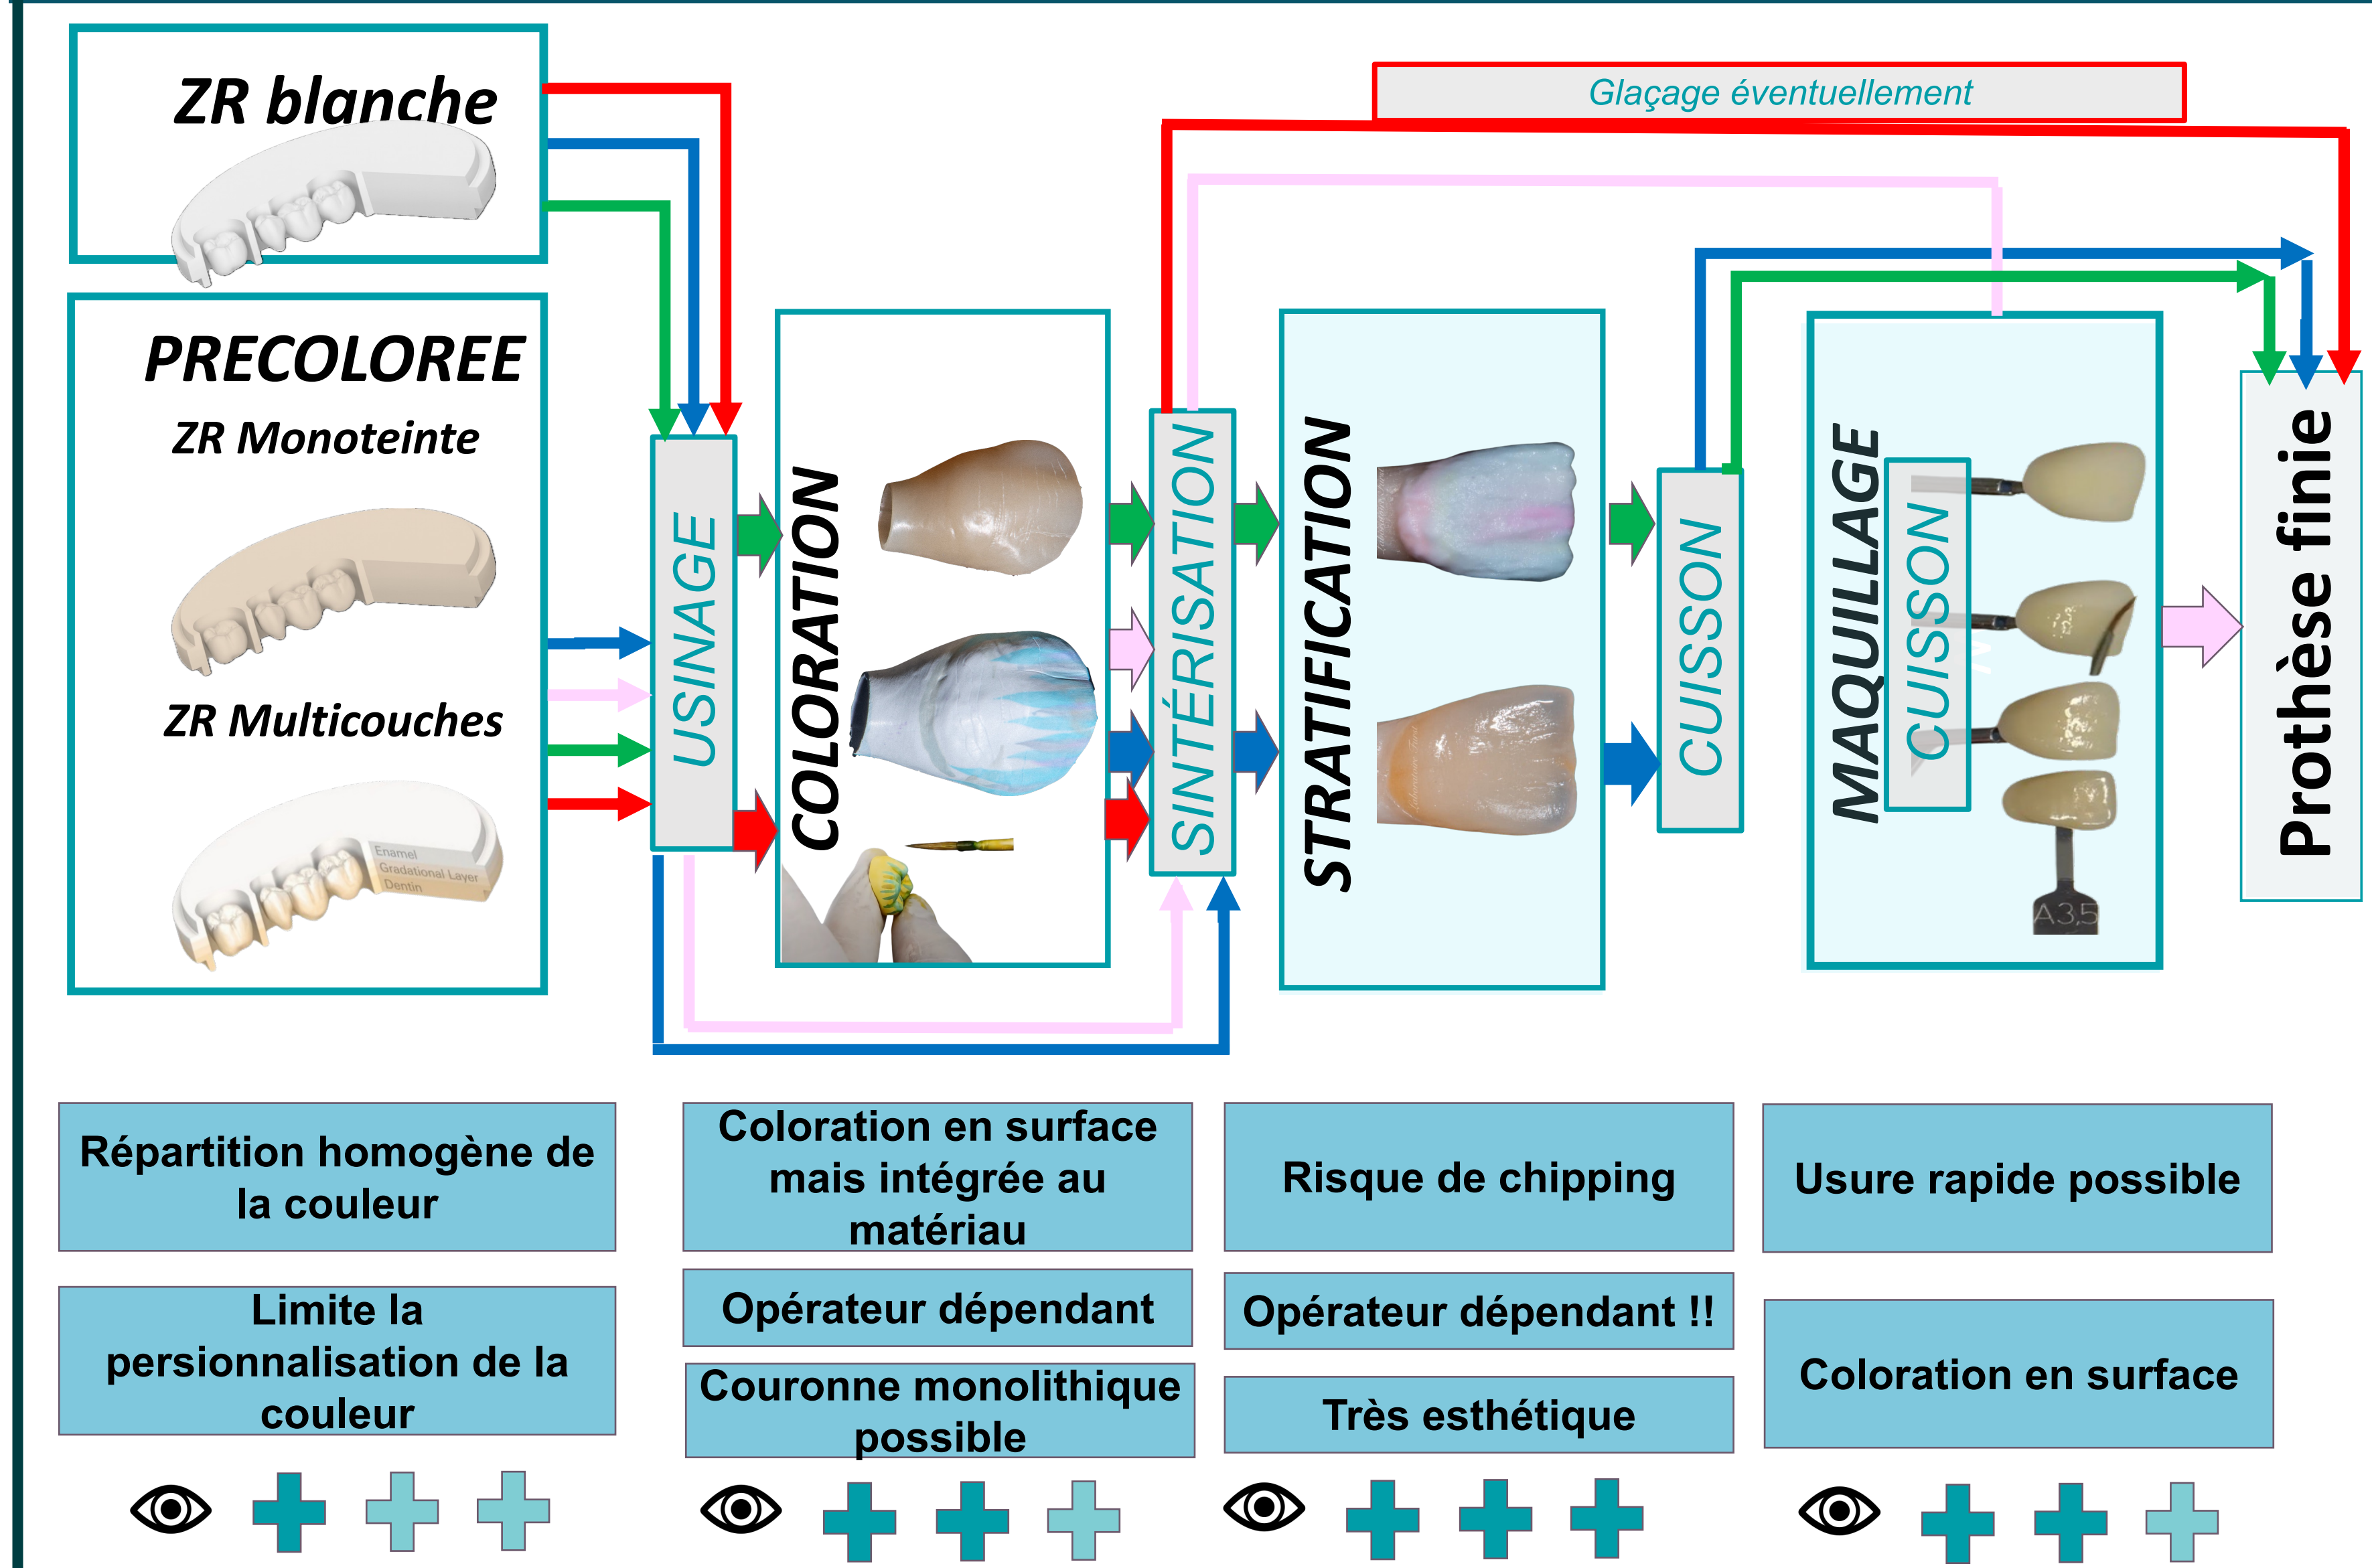 ZR blanche
Glaçage éventuellement
PRECOLOREE
ZR Monoteinte
ZR Multicouches
Enamel
Gradational Layer
Dentin
USINAGE
COLORATION
SINTÉRISATION
STRATIFICATION
CUISSON
MAQUILLAGE
CUISSON
N
A3,5
Prothèse finie
Répartition homogène de
la couleur
Limite la
persionnalisation de la
couleur
Coloration en surface
mais intégrée au
matériau
Opérateur dépendant
Couronne monolithique
possible
Risque de chipping
Opérateur dépendant !!
Très esthétique
Usure rapide possible
Coloration en surface